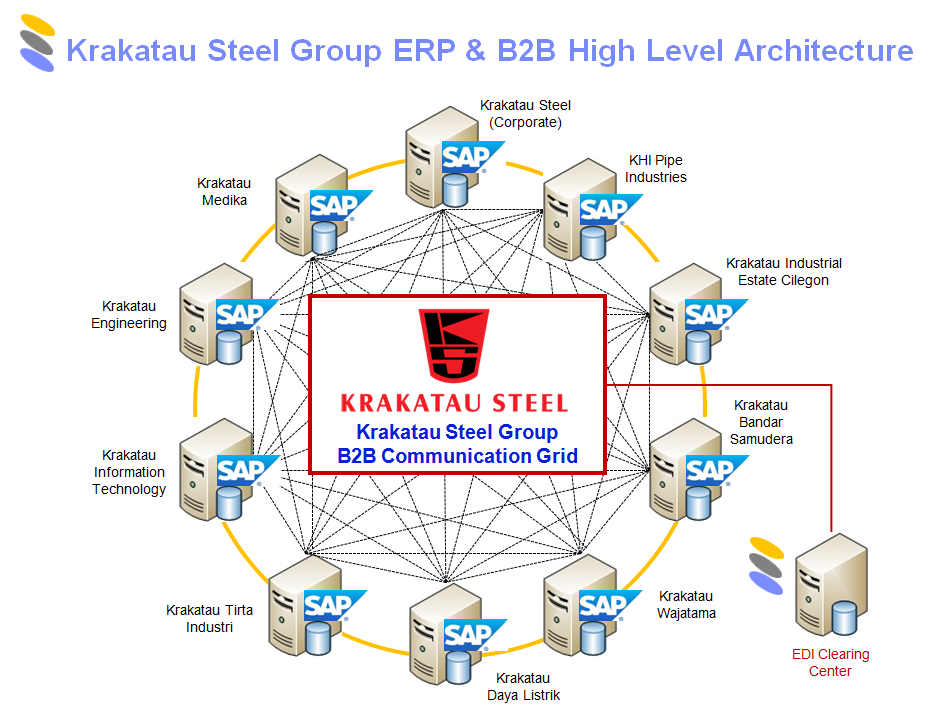 Krakatau Steel Group ERP & B2B High Level Architecture
Krakatau Steel
(Corporate)
SAP
KHI Pipe
Industries
SAP
Krakatau Industrial
Estate Cilegon
SAP
Krakatau
Bandar
Samudera
SAP
Krakatau
Wajatama
SAP
Krakatau
Daya Listrik
SAP
Krakatau Tirta
Industri
SAP
Krakatau
Information
Technology
SAP
Krakatau
Engineering
SAP
Krakatau
Medika
SAP
KRAKATAU STEEL
Krakatau Steel Group
B2B Communication Grid
EDI Clearing
Center